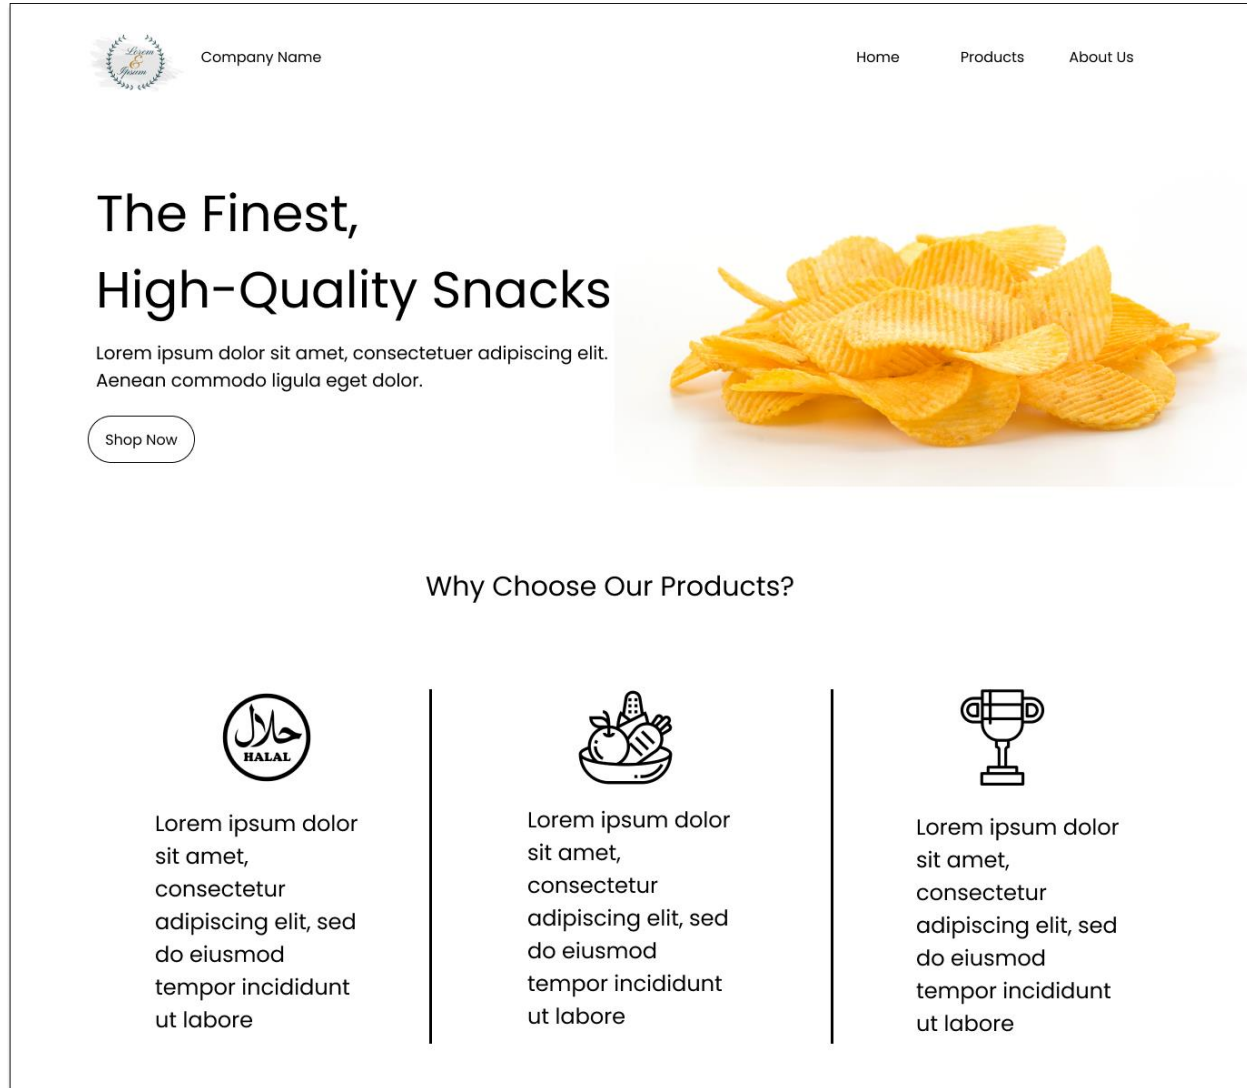 Lorem
&
Ipsum
Company Name
Home Products About Us
The Finest,
High-Quality Snacks
Lorem ipsum dolor sit amet, consectetuer adipiscing elit.
Aenean commodo ligula eget dolor.
Shop Now
Why Choose Our Products?
حلال
HALAL
Lorem ipsum dolor
sit amet,
consectetur
adipiscing elit, sed
do eiusmod
tempor incididunt
ut labore
Lorem ipsum dolor
sit amet,
consectetur
adipiscing elit, sed
do eiusmod
tempor incididunt
ut labore
Lorem ipsum dolor
sit amet,
consectetur
adipiscing elit, sed
do eiusmod
tempor incididunt
ut labore